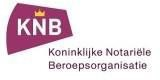 KNB
Koninklijke Notariële
Beroepsorganisatie